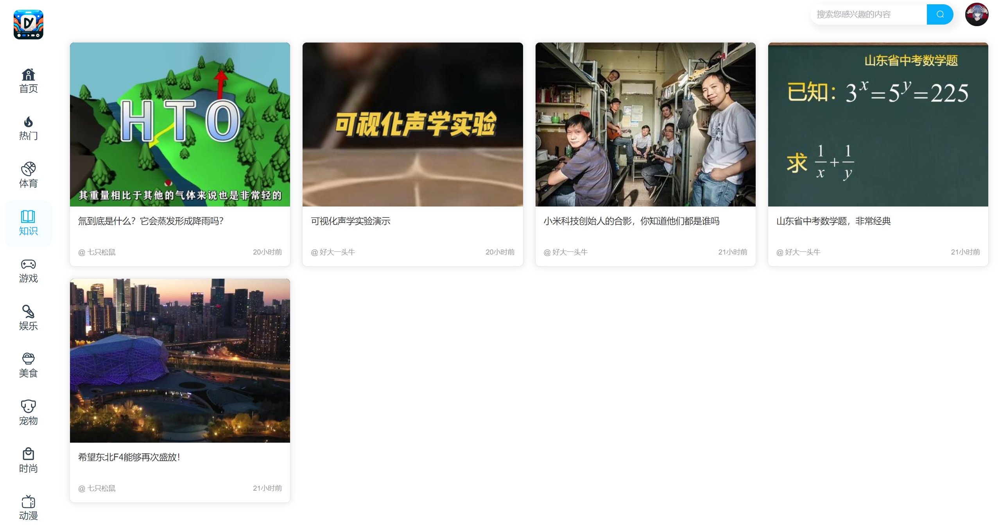 搜索您感兴趣的内容
首页
热门
体育
知识
游戏
娱乐
美食
宠物
时尚
动漫
HTO
其重量相比于其他的气体来说也是非常轻的
氚到底是什么？它会蒸发形成降雨吗？
@ 七只松鼠 20小时前
可视化声学实验
可视化声学实验演示
@ 好大一头牛 20小时前
小米科技创始人的合影，你知道他们都是谁吗
@ 好大一头牛 21小时前
山东省中考数学题
已知：3^x=5^y=225
求 1/x+1/y
山东省中考数学题，非常经典
@ 好大一头牛 21小时前
希望东北F4能够再次盛放！
@ 七只松鼠 21小时前